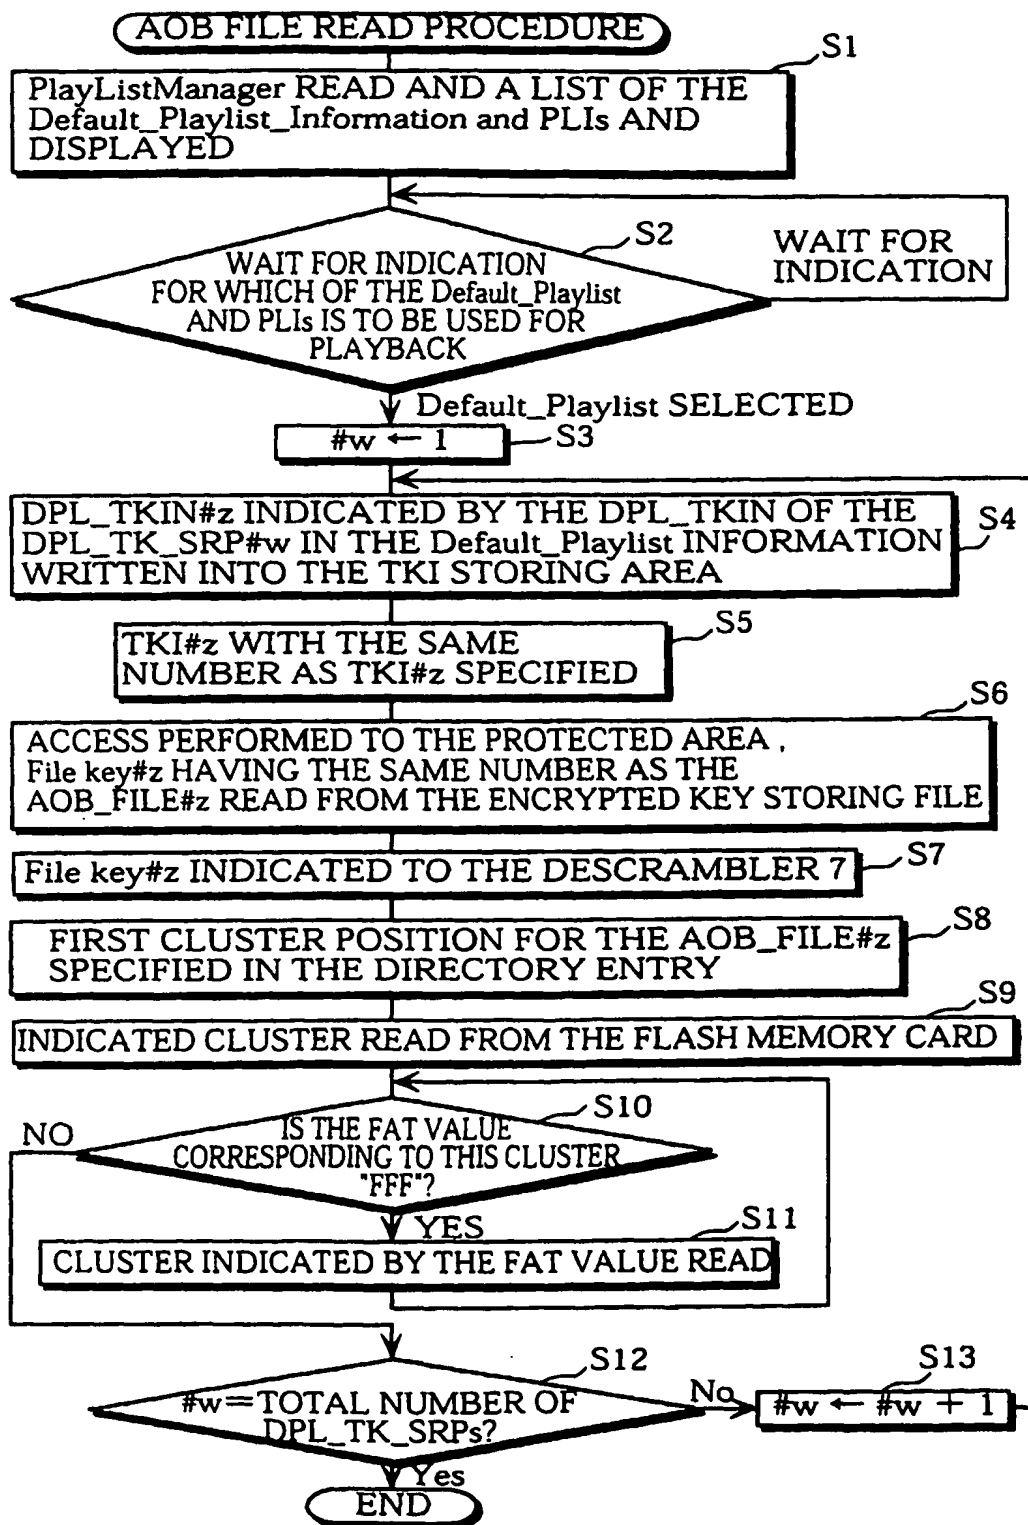 AOB FILE READ PROCEDURE
S1
PlayListManager READ AND A LIST OF THE
Default_Playlist_Information and PLIs AND
DISPLAYED
S2
WAIT FOR INDICATION
FOR WHICH OF THE Default_Playlist
AND PLIs IS TO BE USED FOR
PLAYBACK
WAIT FOR
INDICATION
Default_Playlist SELECTED
#w ← 1
S3
DPL_TKIN#z INDICATED BY THE DPL_TKIN OF THE
DPL_TK_SRP#w IN THE Default_Playlist INFORMATION
WRITTEN INTO THE TKI STORING AREA
S4
S5
TKI#z WITH THE SAME
NUMBER AS TKI#z SPECIFIED
S6
ACCESS PERFORMED TO THE PROTECTED AREA ,
File key#z HAVING THE SAME NUMBER AS THE
AOB_FILE#z READ FROM THE ENCRYPTED KEY STORING FILE
File key#z INDICATED TO THE DESCRAMBLER 7
S7
FIRST CLUSTER POSITION FOR THE AOB_FILE#z
SPECIFIED IN THE DIRECTORY ENTRY
S8
S9
INDICATED CLUSTER READ FROM THE FLASH MEMORY CARD
S10
NO
IS THE FAT VALUE
CORRESPONDING TO THIS CLUSTER
"FFF"?
YES
S11
CLUSTER INDICATED BY THE FAT VALUE READ
S12
#w=TOTAL NUMBER OF
DPL_TK_SRPs?
No
S13
#w ← #w + 1
Yes
END